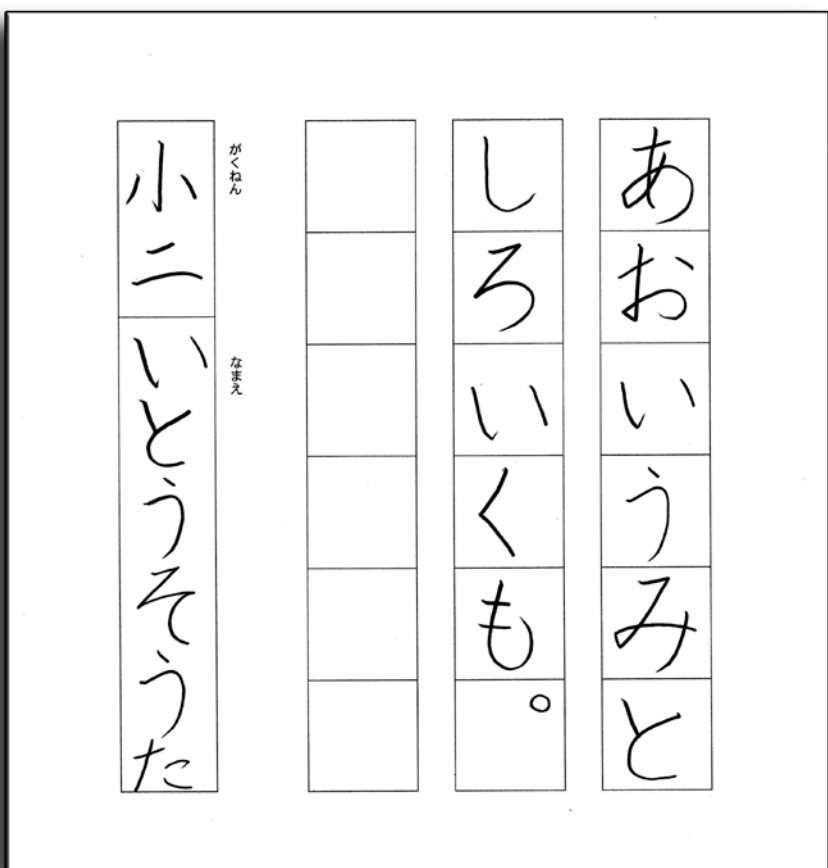 あおいうみと
しろいくも。
がくねん
小二
なまえ
いとうそうた